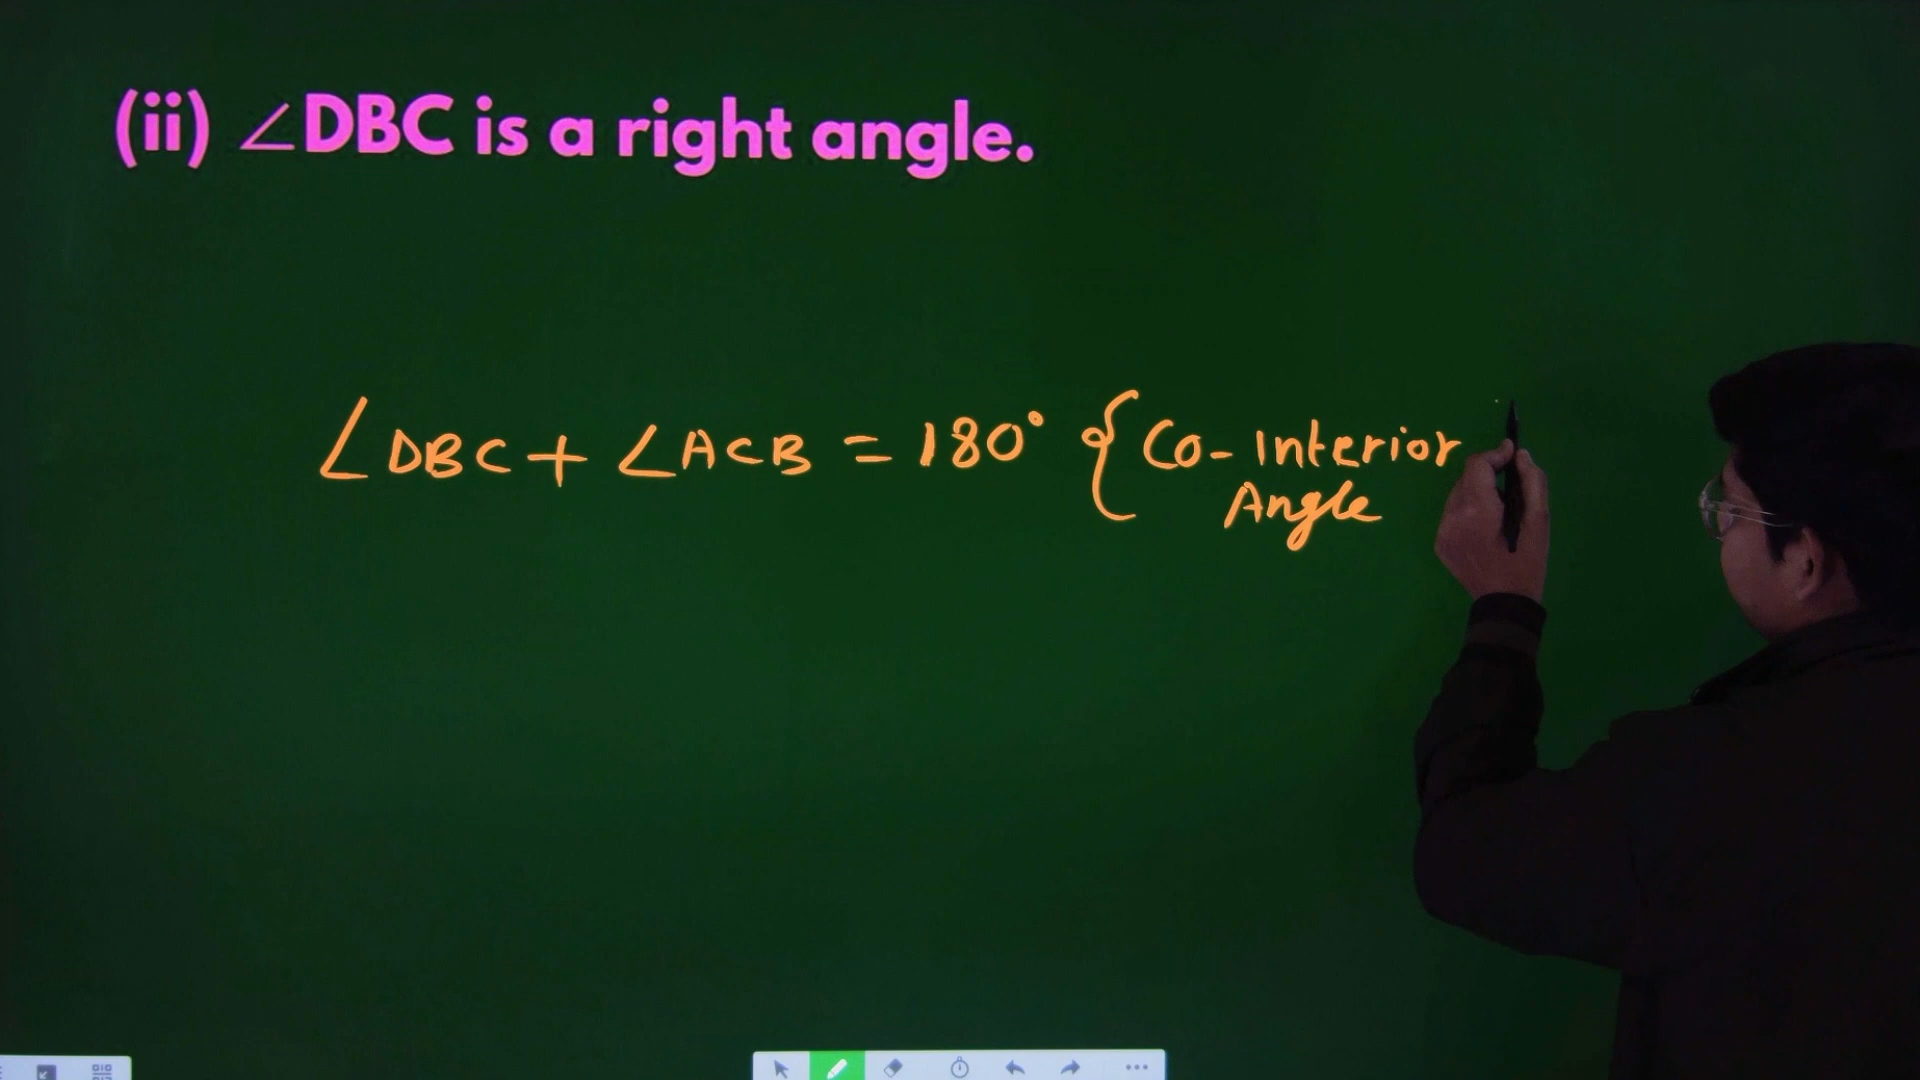 (ii) ∠DBC is a right angle.
∠DBC + ∠ACB = 180° { Co-Interior
Angle